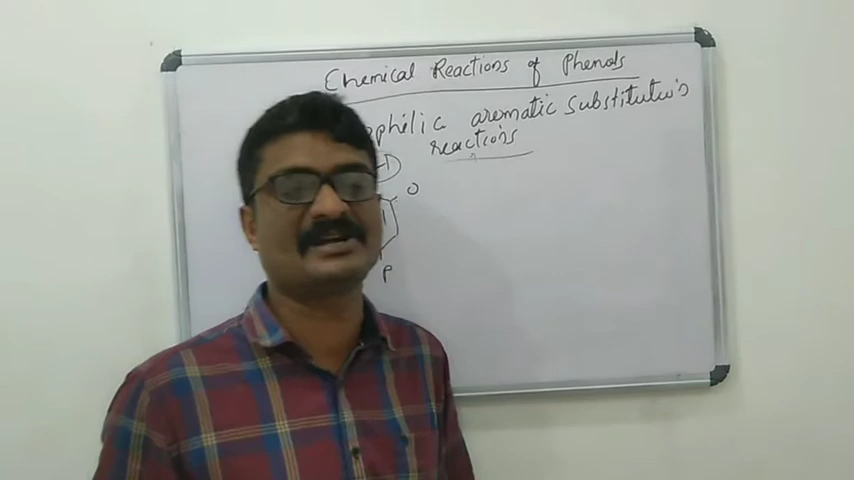 Chemical Reactions of Phenols
ophilic aromatic Substitution's
reactions
H
O
P